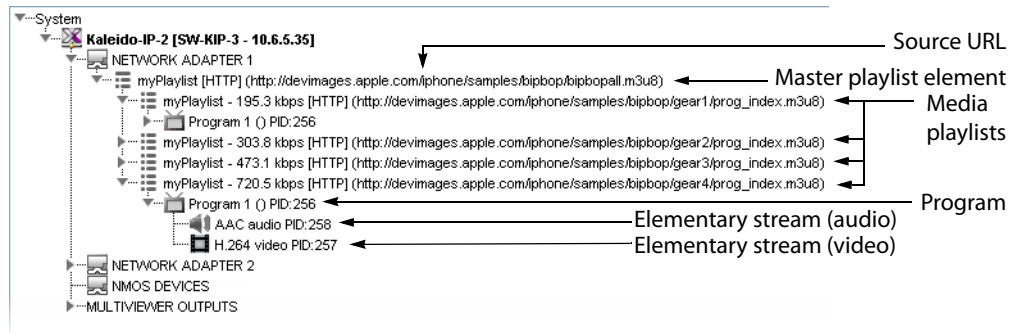 System
Kaleido-IP-2 [SW-KIP-3 - 10.6.5.35]
NETWORK ADAPTER 1
Source URL
myPlaylist [HTTP] (http://devimages.apple.com/iphone/samples/bipbop/bipbopall.m3u8)
Master playlist element
myPlaylist - 195.3 kbps [HTTP] (http://devimages.apple.com/iphone/samples/bipbop/gear1/prog_index.m3u8)
Media
playlists
Program 1 () PID:256
myPlaylist - 303.8 kbps [HTTP] (http://devimages.apple.com/iphone/samples/bipbop/gear2/prog_index.m3u8)
myPlaylist - 473.1 kbps [HTTP] (http://devimages.apple.com/iphone/samples/bipbop/gear3/prog_index.m3u8)
myPlaylist - 720.5 kbps [HTTP] (http://devimages.apple.com/iphone/samples/bipbop/gear4/prog_index.m3u8)
Program 1 () PID:256
Program
AAC audio PID:258
Elementary stream (audio)
H.264 video PID:257
Elementary stream (video)
NETWORK ADAPTER 2
NMOS DEVICES
MULTIVIEWER OUTPUTS